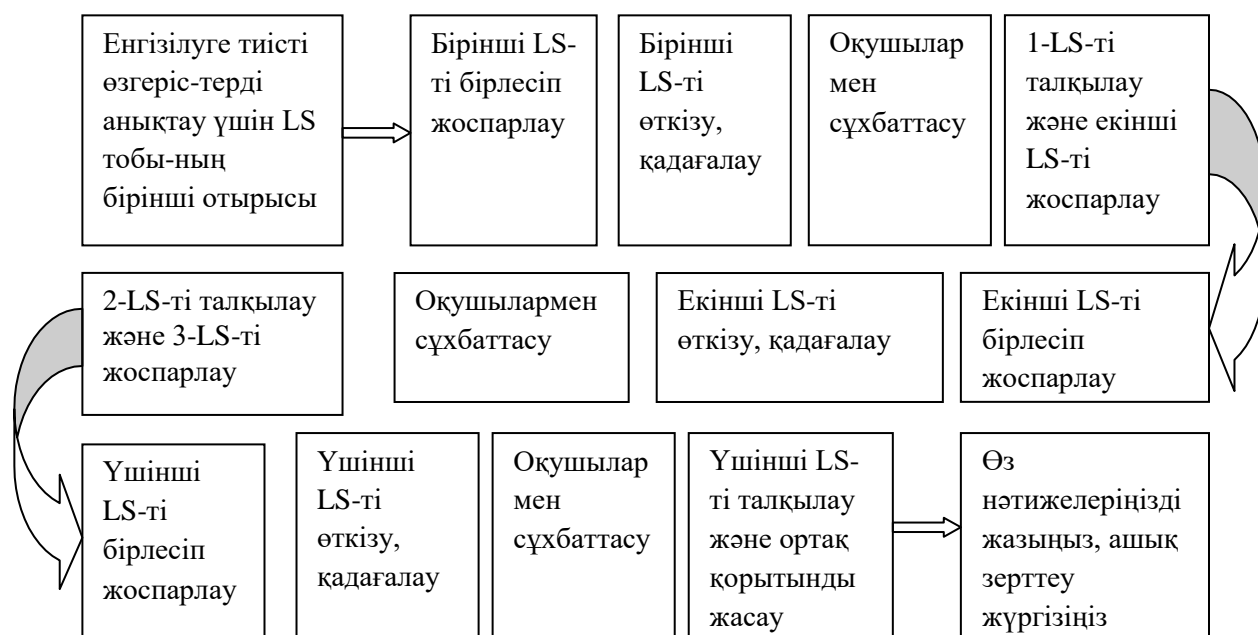 Енгізілуге тиісті
өзгеріс-терді
анықтау үшін LS
тобы-ның
бірінші отырысы
Бірінші LS-
ті бірлесіп
жоспарлау
Бірінші
LS-ті
өткізу,
қадағалау
Оқушылар
мен
сұхбаттасу
1-LS-ті
талқылау
және екінші
LS-ті
жоспарлау
Екінші LS-ті
бірлесіп
жоспарлау
Екінші LS-ті
өткізу, қадағалау
Оқушылармен
сұхбаттасу
2-LS-ті талқылау
және 3-LS-ті
жоспарлау
Үшінші
LS-ті
бірлесіп
жоспарлау
Үшінші
LS-ті
өткізу,
қадағалау
Оқушылар
мен
сұхбаттасу
Үшінші LS-
ті талқылау
және ортақ
қорытынды
жасау
Өз
нәтижелеріңізді
жазыңыз, ашық
зерттеу
жүргізіңіз